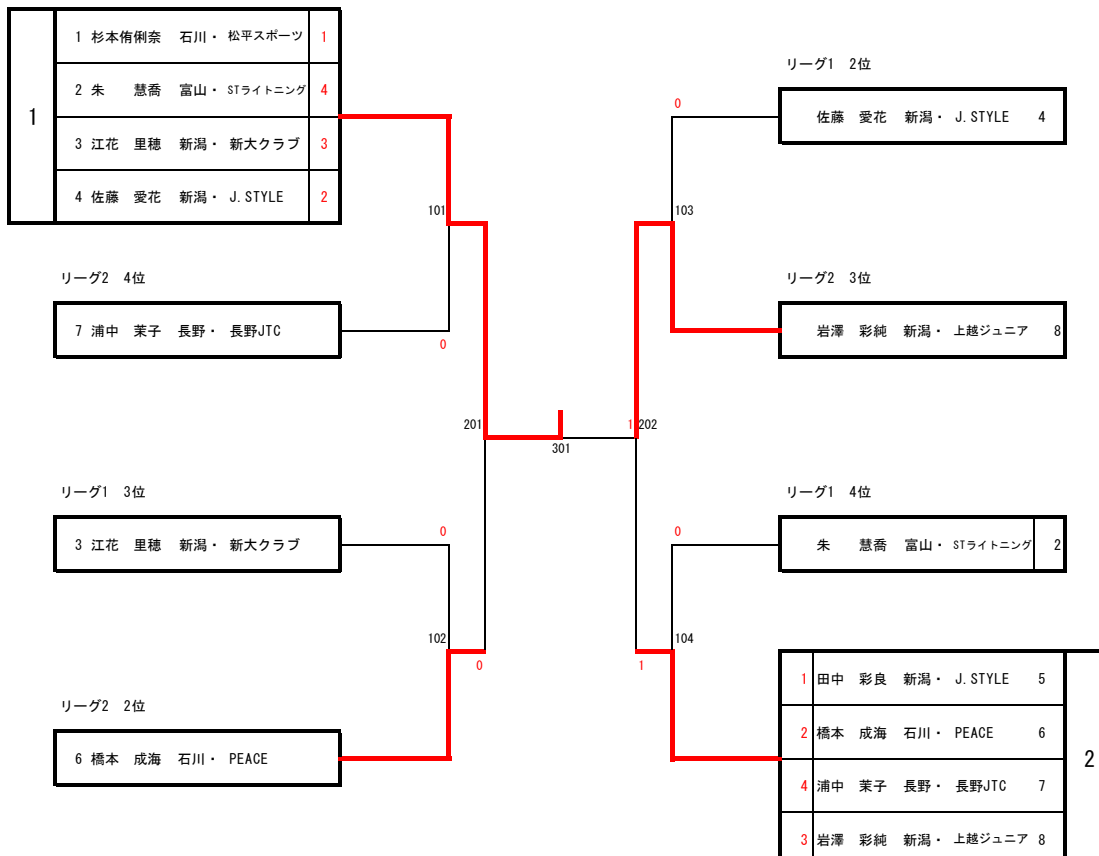 1
1 杉本侑俐奈 石川・ 松平スポーツ 1
2 朱 慧喬 富山・ STライトニング 4
3 江花 里穂 新潟・ 新大クラブ 3
4 佐藤 愛花 新潟・ J.STYLE 2
リーグ1 2位
佐藤 愛花 新潟・ J.STYLE 4
0
101
103
リーグ2 4位
7 浦中 茉子 長野・ 長野JTC
0
リーグ2 3位
岩澤 彩純 新潟・ 上越ジュニア 8
201
301
1
202
リーグ1 3位
3 江花 里穂 新潟・ 新大クラブ
0
リーグ1 4位
朱 慧喬 富山・ STライトニング 2
0
102
0
104
1
リーグ2 2位
6 橋本 成海 石川・ PEACE
1 田中 彩良 新潟・ J.STYLE 5
2 橋本 成海 石川・ PEACE 6
4 浦中 茉子 長野・ 長野JTC 7
3 岩澤 彩純 新潟・ 上越ジュニア 8
2